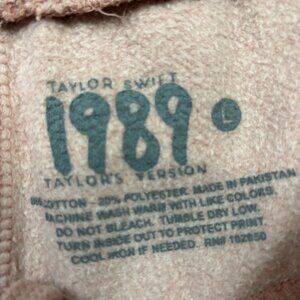 TAYLOR SWIFT
1989 L
TAYLOR'S VERSION
COTTON - 20% POLYESTER. MADE IN PAKISTAN
MACHINE WASH WARM WITH LIKE COLORS.
DO NOT BLEACH. TUMBLE DRY LOW.
TURN INSIDE OUT TO PROTECT PRINT.
COOL IRON IF NEEDED. RN# 102650